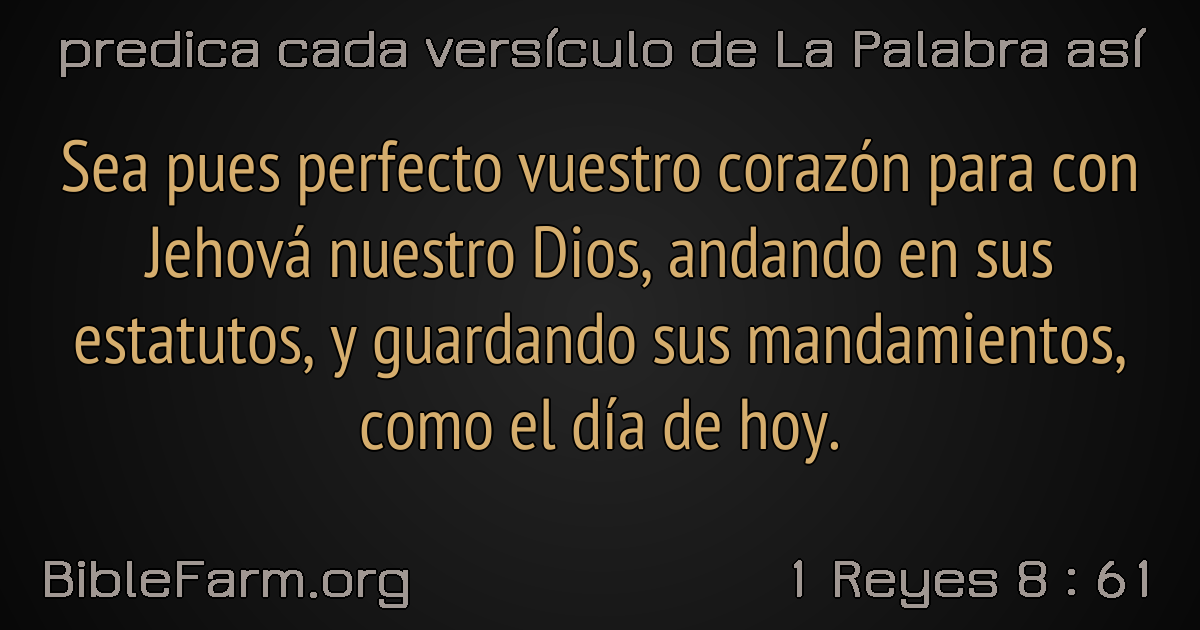 predica cada versículo de La Palabra así
Sea pues perfecto vuestro corazón para con
Jehová nuestro Dios, andando en sus
estatutos, y guardando sus mandamientos,
como el día de hoy.
BibleFarm.org
1 Reyes 8 : 61